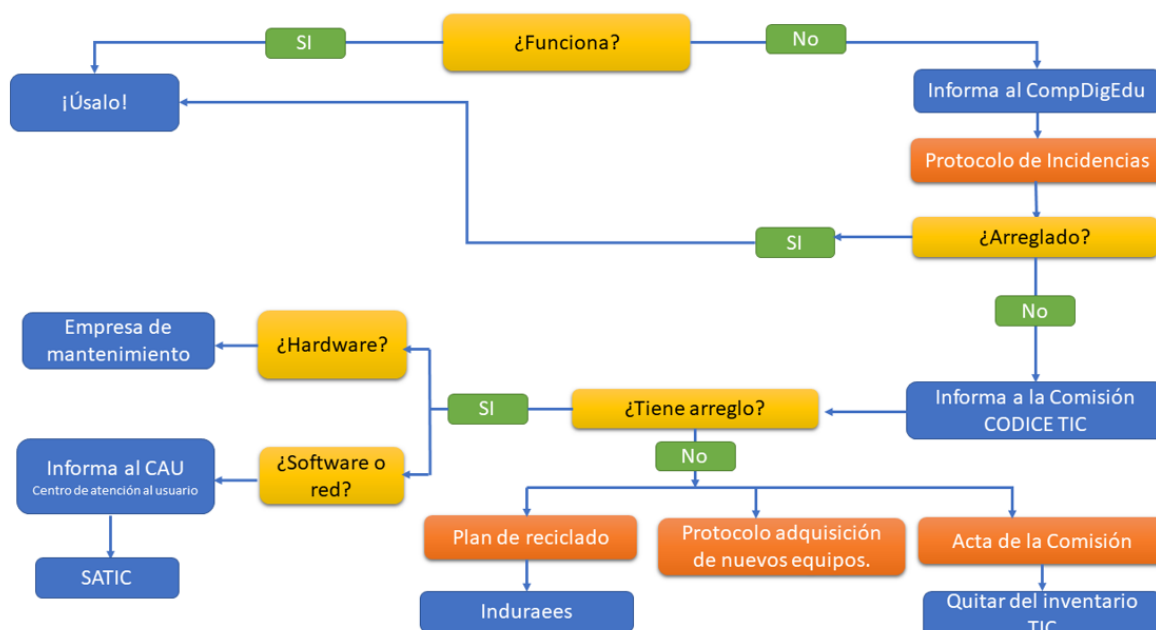 SI
¿Funciona?
No
¡Úsalo!
Informa al CompDigEdu
Protocolo de Incidencias
SI
¿Arreglado?
No
Empresa de
mantenimiento
¿Hardware?
SI
¿Tiene arreglo?
Informa a la Comisión
CODICE TIC
No
Informa al CAU
Centro de atención al usuario
¿Software o
red?
Plan de reciclado
Protocolo adquisición
de nuevos equipos.
Acta de la Comisión
SATIC
Induraees
Quitar del inventario
TIC